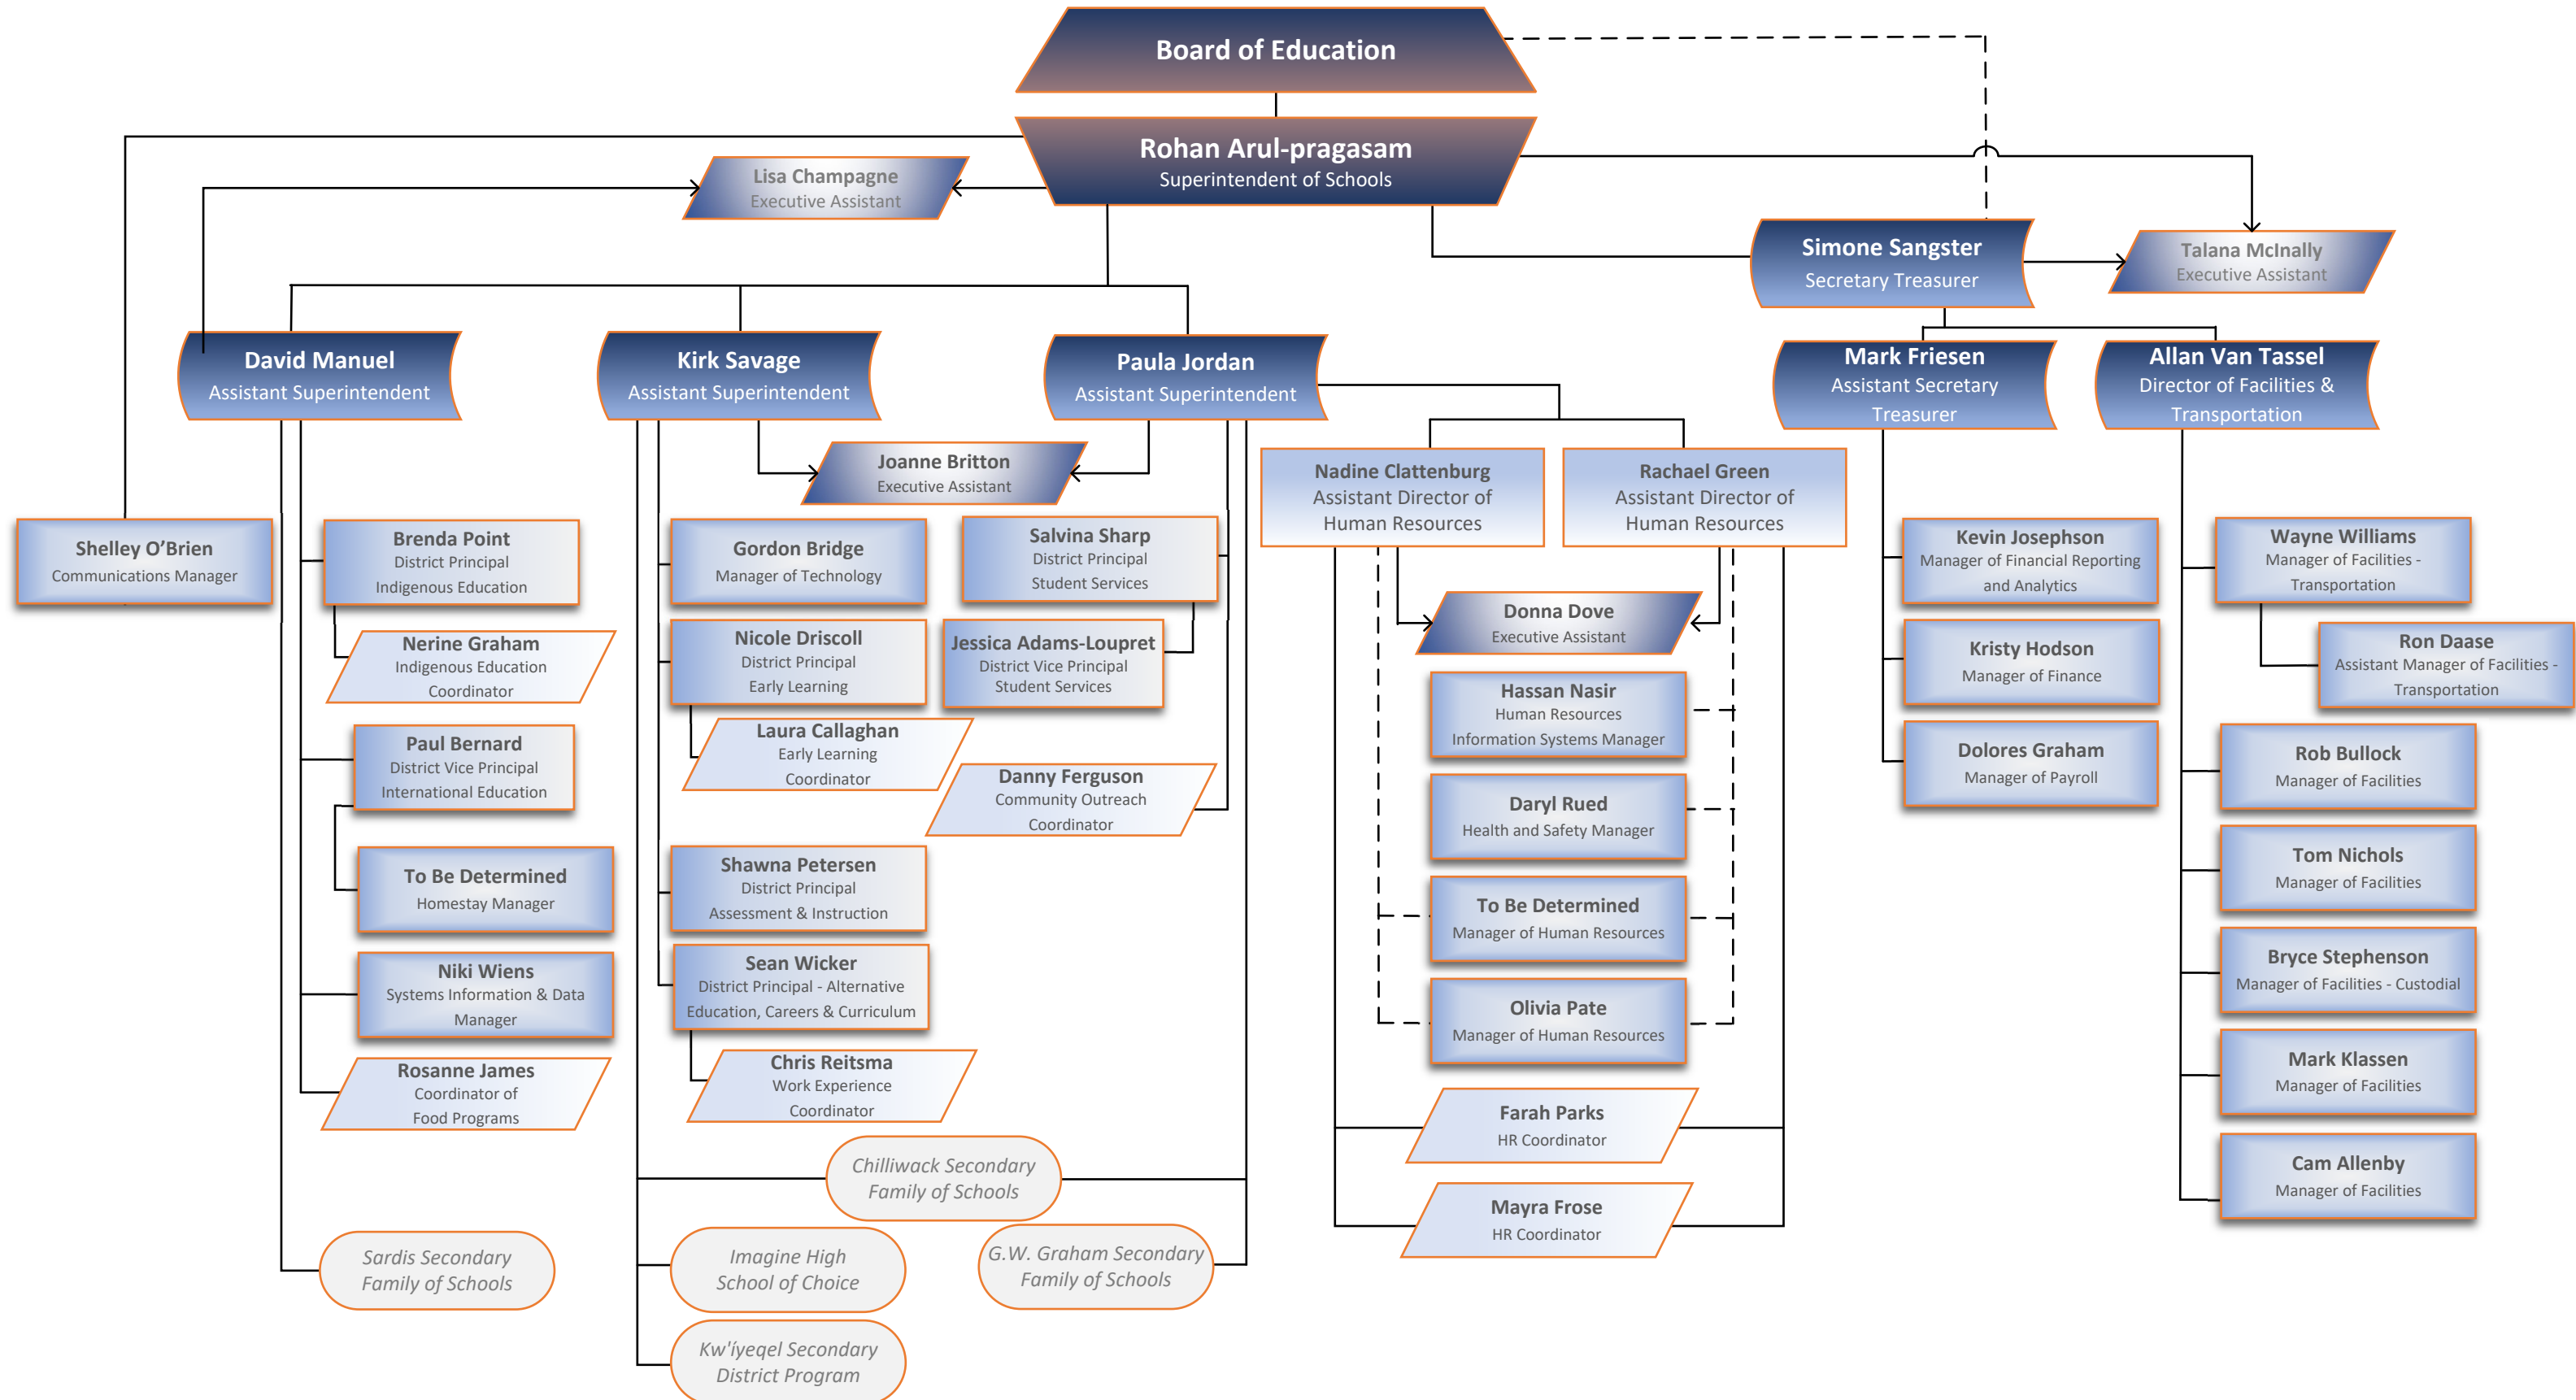 Board of Education
Rohan Arul-pragasam
Superintendent of Schools
Lisa Champagne
Executive Assistant
Simone Sangster
Secretary Treasurer
Talana McInally
Executive Assistant
David Manuel
Assistant Superintendent
Kirk Savage
Assistant Superintendent
Paula Jordan
Assistant Superintendent
Mark Friesen
Assistant Secretary
Treasurer
Allan Van Tassel
Director of Facilities &
Transportation
Joanne Britton
Executive Assistant
Nadine Clattenburg
Assistant Director of
Human Resources
Rachael Green
Assistant Director of
Human Resources
Shelley O’Brien
Communications Manager
Brenda Point
District Principal
Indigenous Education
Nerine Graham
Indigenous Education
Coordinator
Paul Bernard
District Vice Principal
International Education
To Be Determined
Homestay Manager
Niki Wiens
Systems Information & Data
Manager
Rosanne James
Coordinator of
Food Programs
Sardis Secondary
Family of Schools
Gordon Bridge
Manager of Technology
Nicole Driscoll
District Principal
Early Learning
Laura Callaghan
Early Learning
Coordinator
Shawna Petersen
District Principal
Assessment & Instruction
Sean Wicker
District Principal - Alternative
Education, Careers & Curriculum
Chris Reitsma
Work Experience
Coordinator
Chilliwack Secondary
Family of Schools
Imagine High
School of Choice
Kw'íyeqel Secondary
District Program
Salvina Sharp
District Principal
Student Services
Jessica Adams-Loupret
District Vice Principal
Student Services
Danny Ferguson
Community Outreach
Coordinator
G.W. Graham Secondary
Family of Schools
Donna Dove
Executive Assistant
Hassan Nasir
Human Resources
Information Systems Manager
Daryl Rued
Health and Safety Manager
To Be Determined
Manager of Human Resources
Olivia Pate
Manager of Human Resources
Farah Parks
HR Coordinator
Mayra Frose
HR Coordinator
Kevin Josephson
Manager of Financial Reporting
and Analytics
Kristy Hodson
Manager of Finance
Dolores Graham
Manager of Payroll
Wayne Williams
Manager of Facilities -
Transportation
Ron Daase
Assistant Manager of Facilities -
Transportation
Rob Bullock
Manager of Facilities
Tom Nichols
Manager of Facilities
Bryce Stephenson
Manager of Facilities - Custodial
Mark Klassen
Manager of Facilities
Cam Allenby
Manager of Facilities